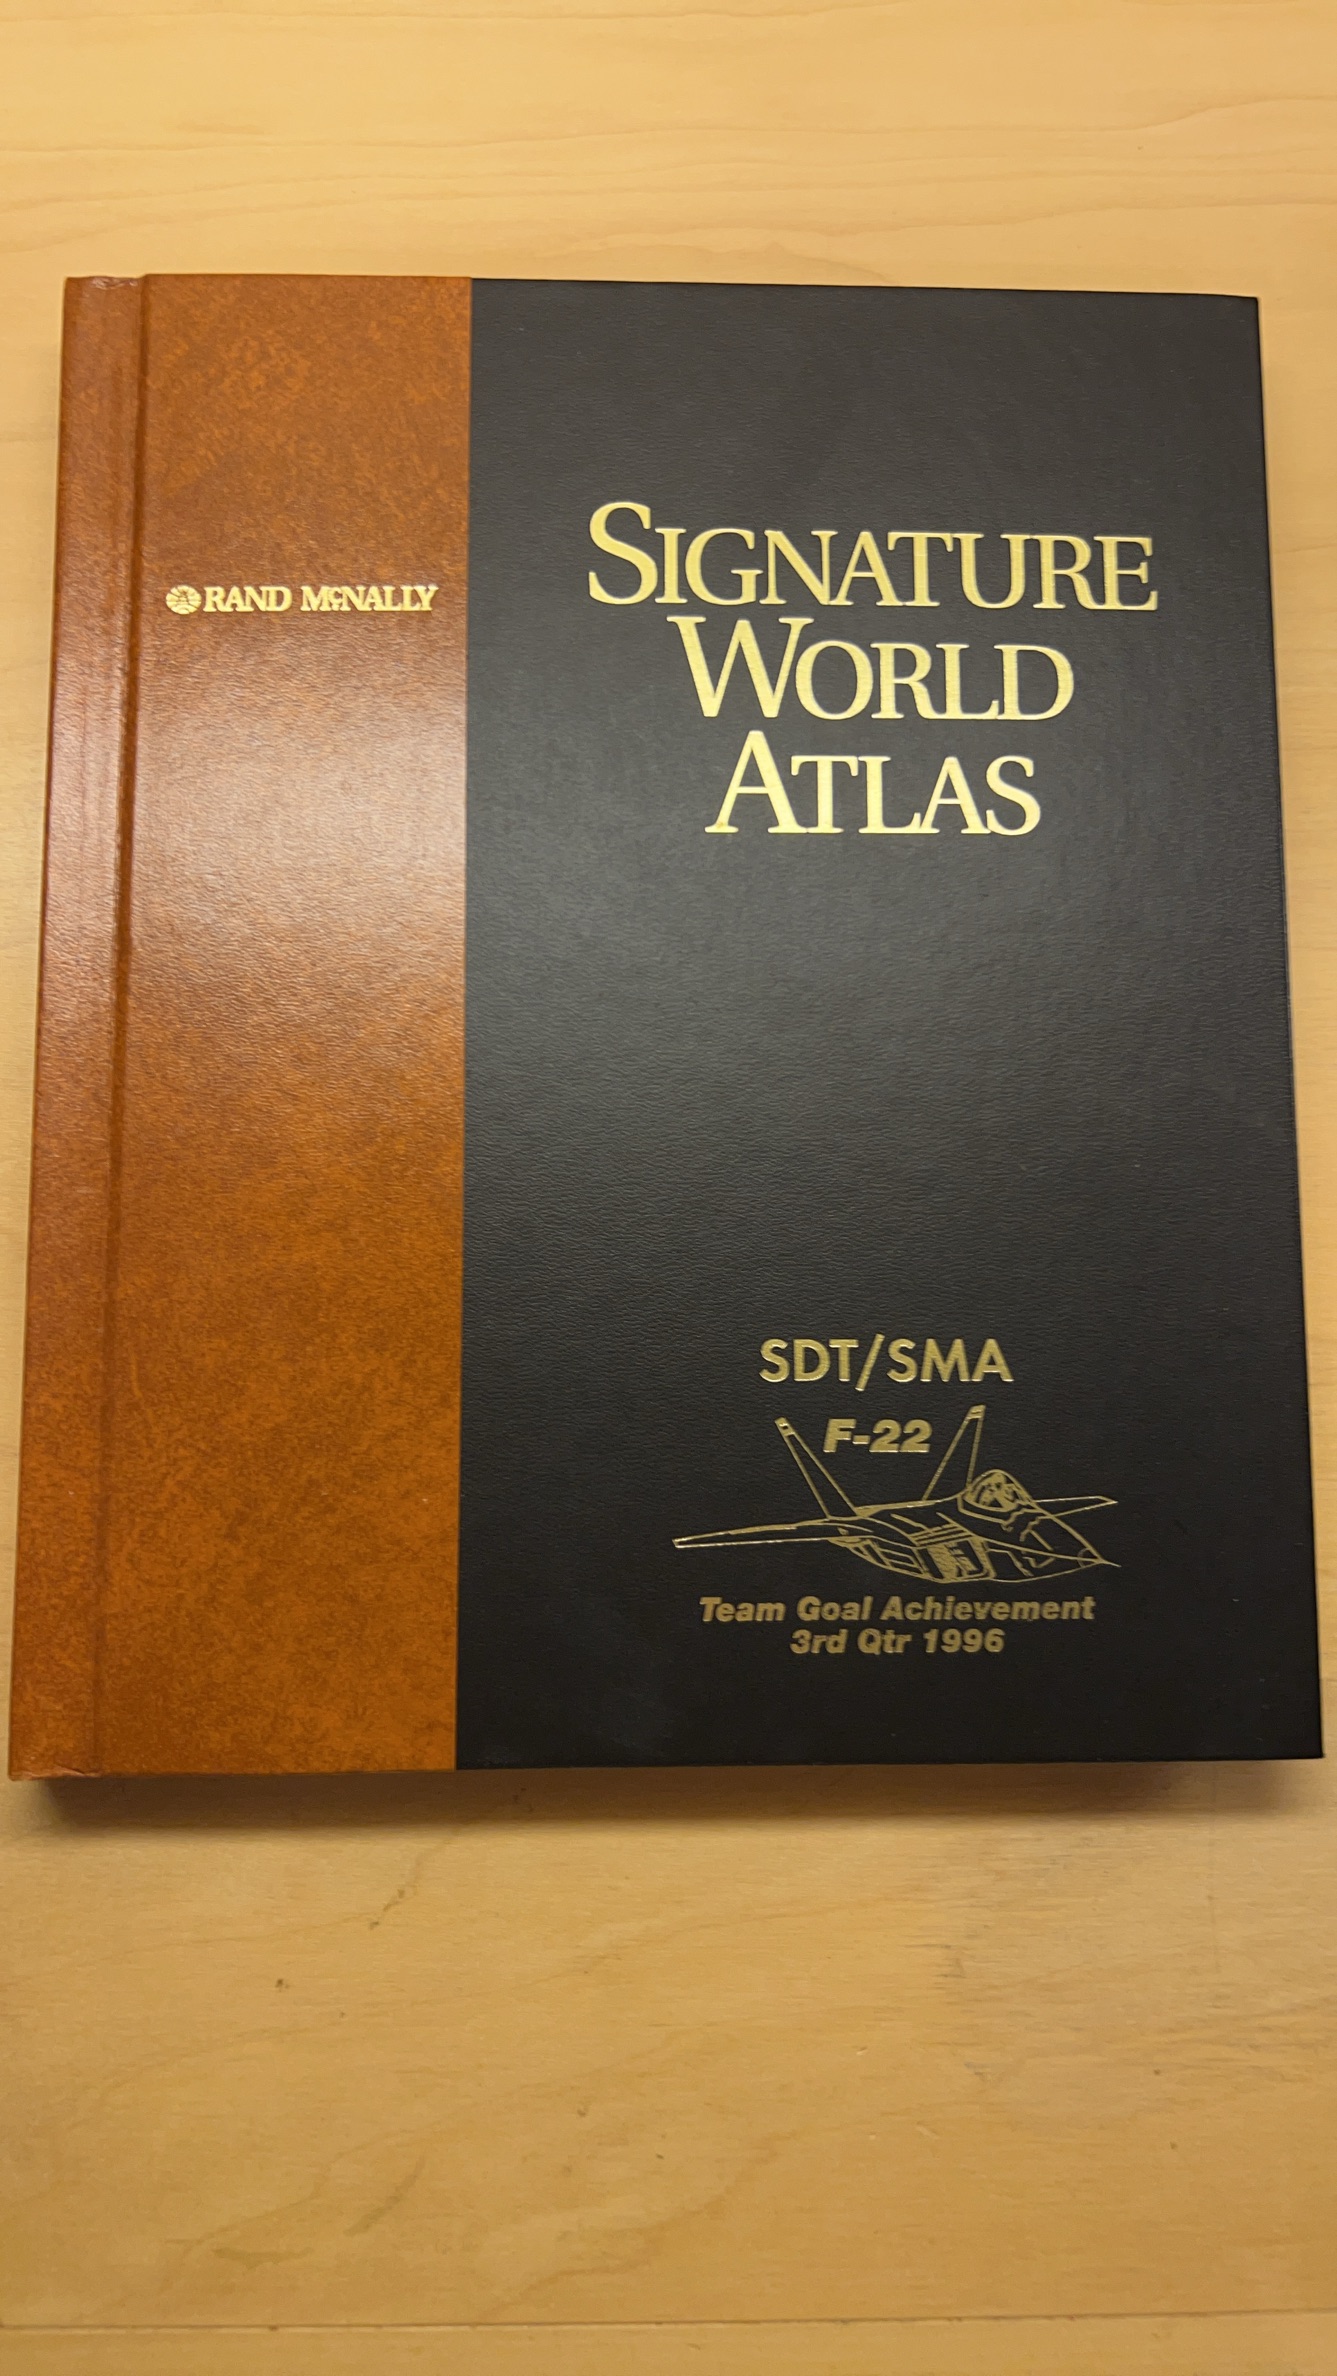 RAND McNALLY
SIGNATURE
WORLD
ATLAS
SDT/SMA
F-22
Team Goal Achievement
3rd Qtr 1996